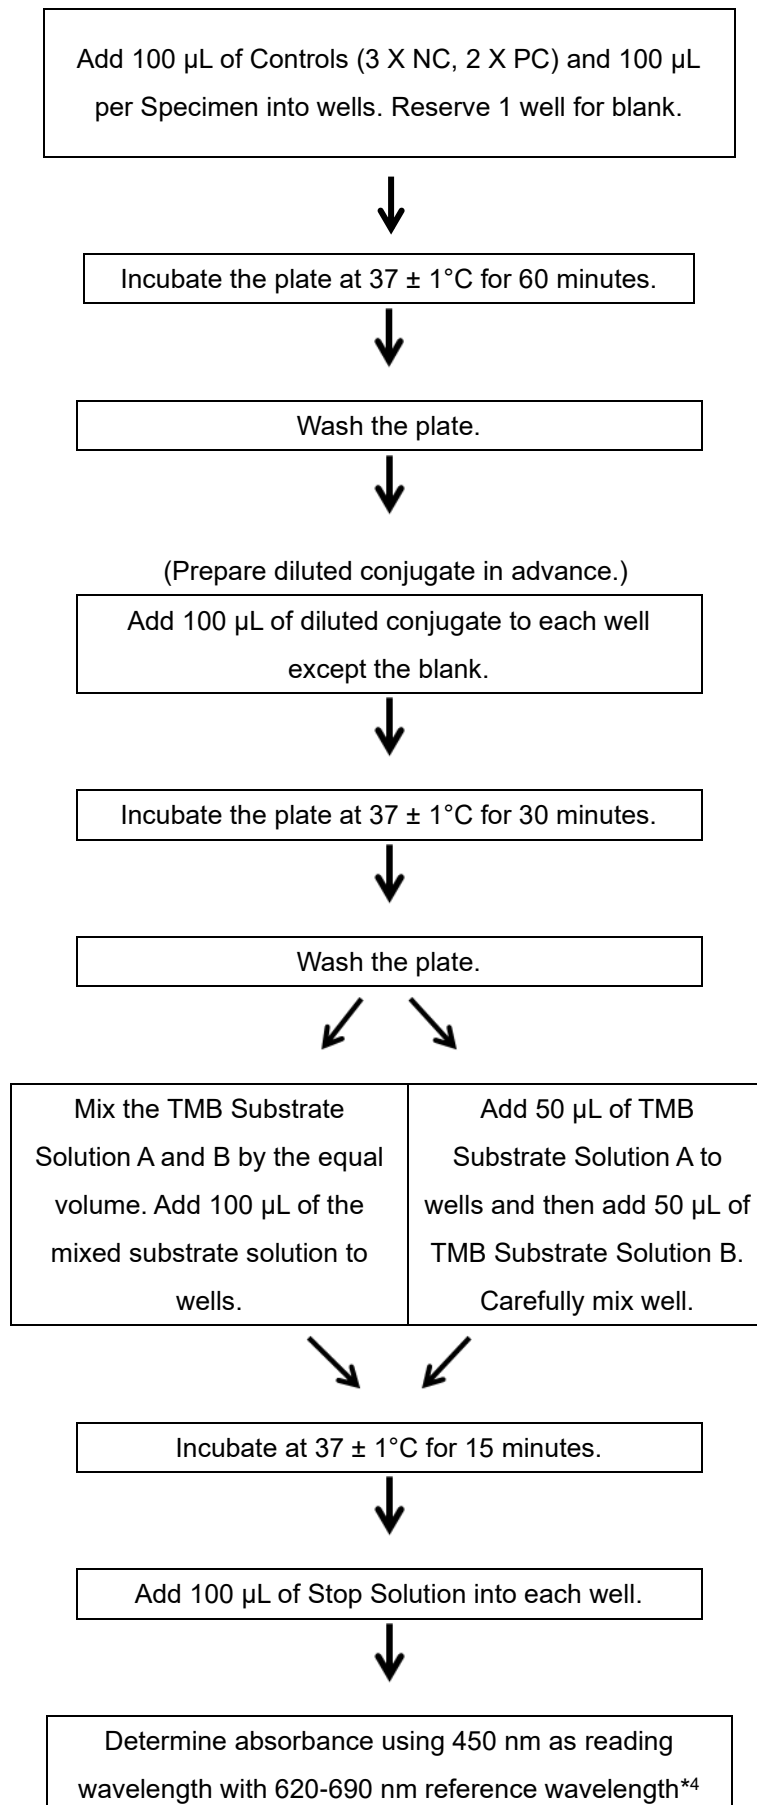 Add 100 µL of Controls (3 X NC, 2 X PC) and 100 µL
per Specimen into wells. Reserve 1 well for blank.
Incubate the plate at 37 ± 1°C for 60 minutes.
Wash the plate.
(Prepare diluted conjugate in advance.)
Add 100 µL of diluted conjugate to each well
except the blank.
Incubate the plate at 37 ± 1°C for 30 minutes.
Wash the plate.
Mix the TMB Substrate
Solution A and B by the equal
volume. Add 100 µL of the
mixed substrate solution to
wells.
Add 50 µL of TMB
Substrate Solution A to
wells and then add 50 µL of
TMB Substrate Solution B.
Carefully mix well.
Incubate at 37 ± 1°C for 15 minutes.
Add 100 µL of Stop Solution into each well.
Determine absorbance using 450 nm as reading
wavelength with 620-690 nm reference wavelength*4